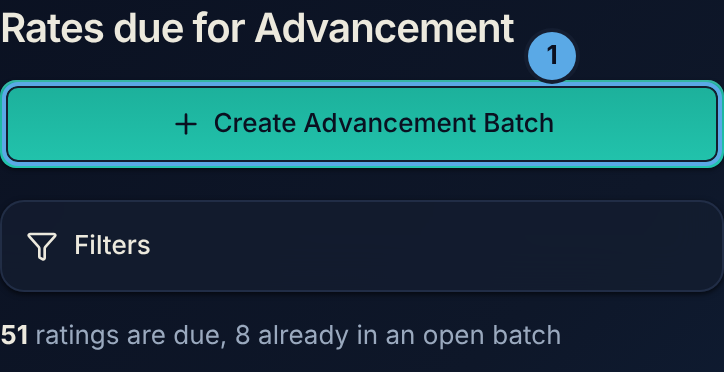 Rates due for Advancement
1
+ Create Advancement Batch
Filters
51 ratings are due, 8 already in an open batch